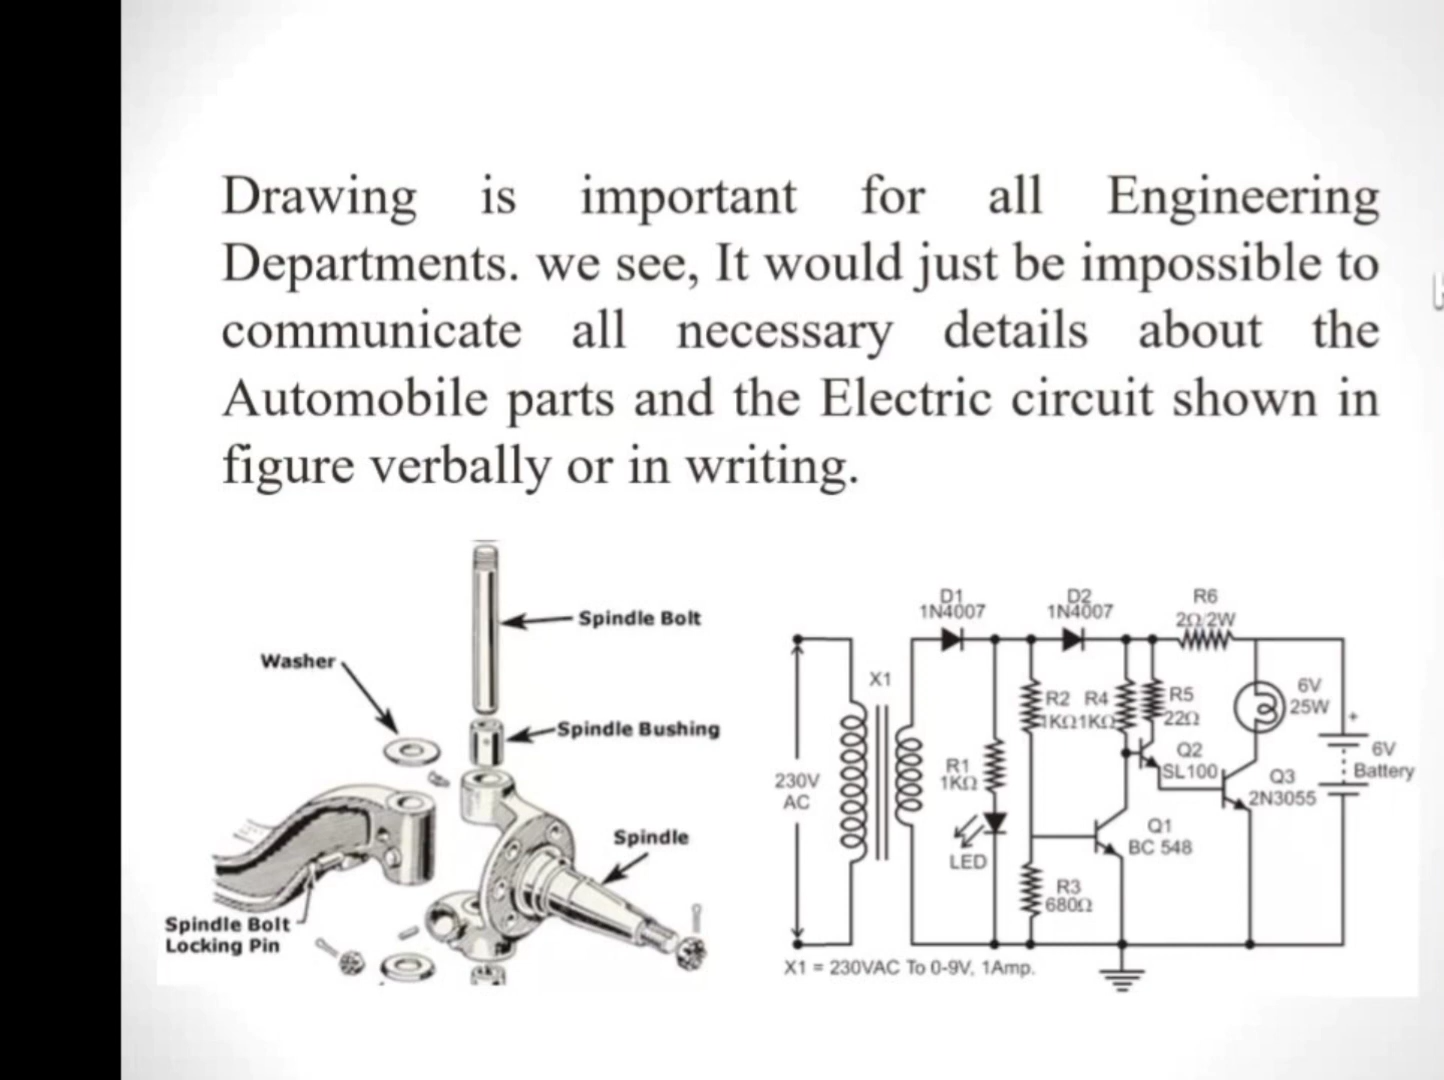 Drawing is important for all Engineering
Departments. we see, It would just be impossible to
communicate all necessary details about the
Automobile parts and the Electric circuit shown in
figure verbally or in writing.
Spindle Bolt
Washer
Spindle Bushing
Spindle
Spindle Bolt
Locking Pin
D1
1N4007
D2
1N4007
R6
2Ω/2W
X1
R2 R4
1KΩ 1KΩ
R5
22Ω
6V
25W
+
230V
AC
R1
1KΩ
Q2
SL100
Q3
2N3055
6V
Battery
LED
Q1
BC 548
R3
680Ω
X1 = 230VAC To 0-9V, 1Amp.